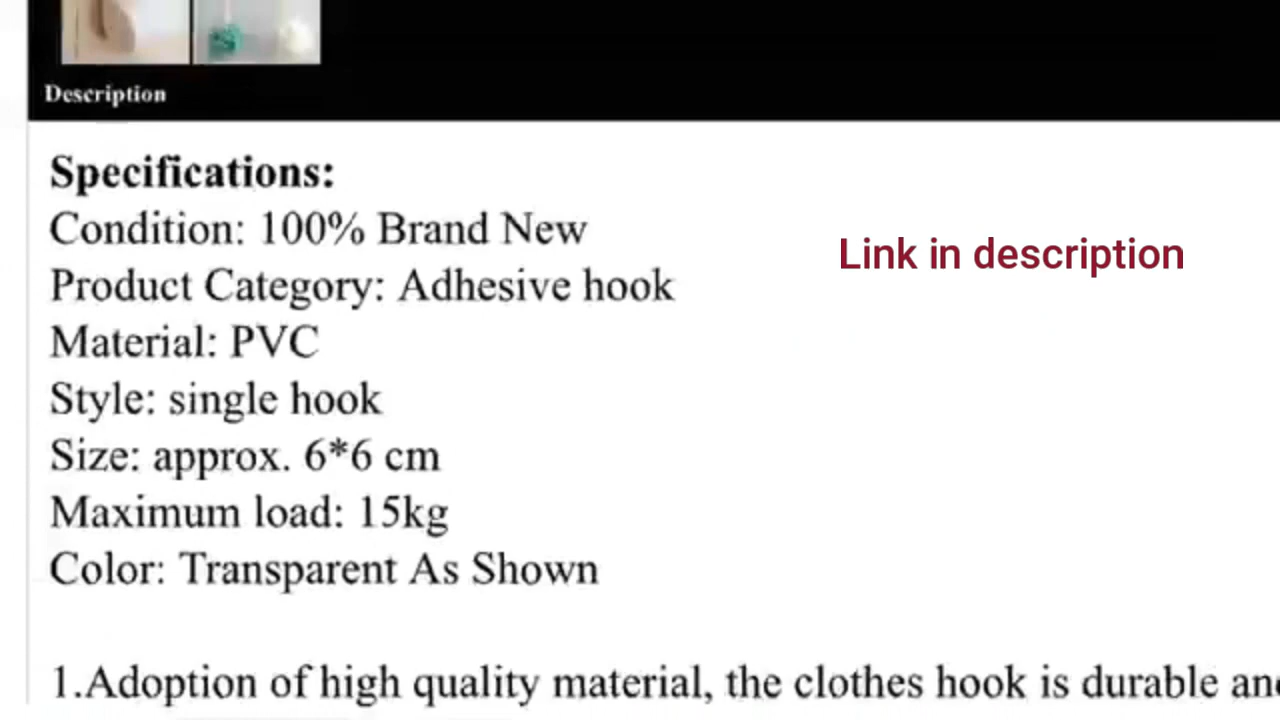 Description
Specifications:
Condition: 100% Brand New
Link in description
Product Category: Adhesive hook
Material: PVC
Style: single hook
Size: approx. 6*6 cm
Maximum load: 15kg
Color: Transparent As Shown
1.Adoption of high quality material, the clothes hook is durable